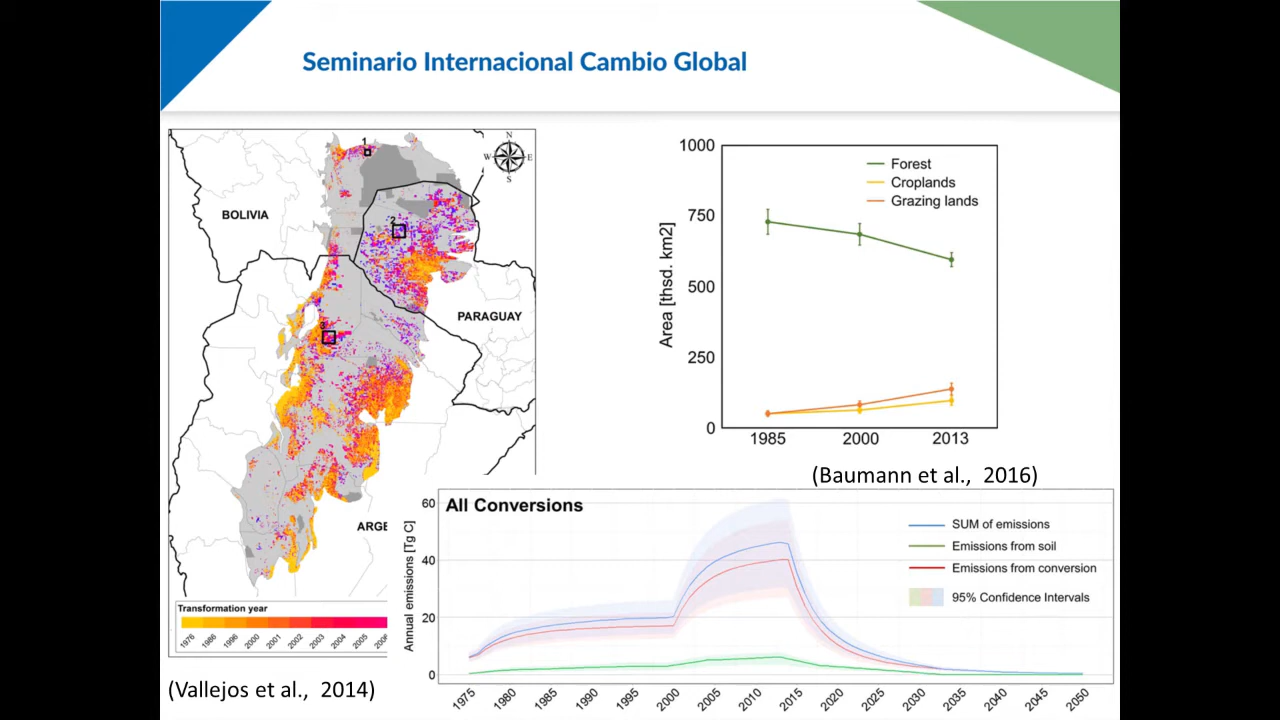 Seminario Internacional Cambio Global
N
W
E
S
1
2
3
BOLIVIA
PARAGUAY
ARGE
Transformation year
1976 1986 1996 2000 2001 2002 2003 2004 2005
(Vallejos et al., 2014)
1000
750
500
250
0
Area [thsd. km2]
Forest
Croplands
Grazing lands
1985 2000 2013
(Baumann et al., 2016)
All Conversions
Annual emissions [Tg C]
60
40
20
0
SUM of emissions
Emissions from soil
Emissions from conversion
95% Confidence Intervals
1975 1980 1985 1990 1995 2000 2005 2010 2015 2020 2025 2030 2035 2040 2045 2050